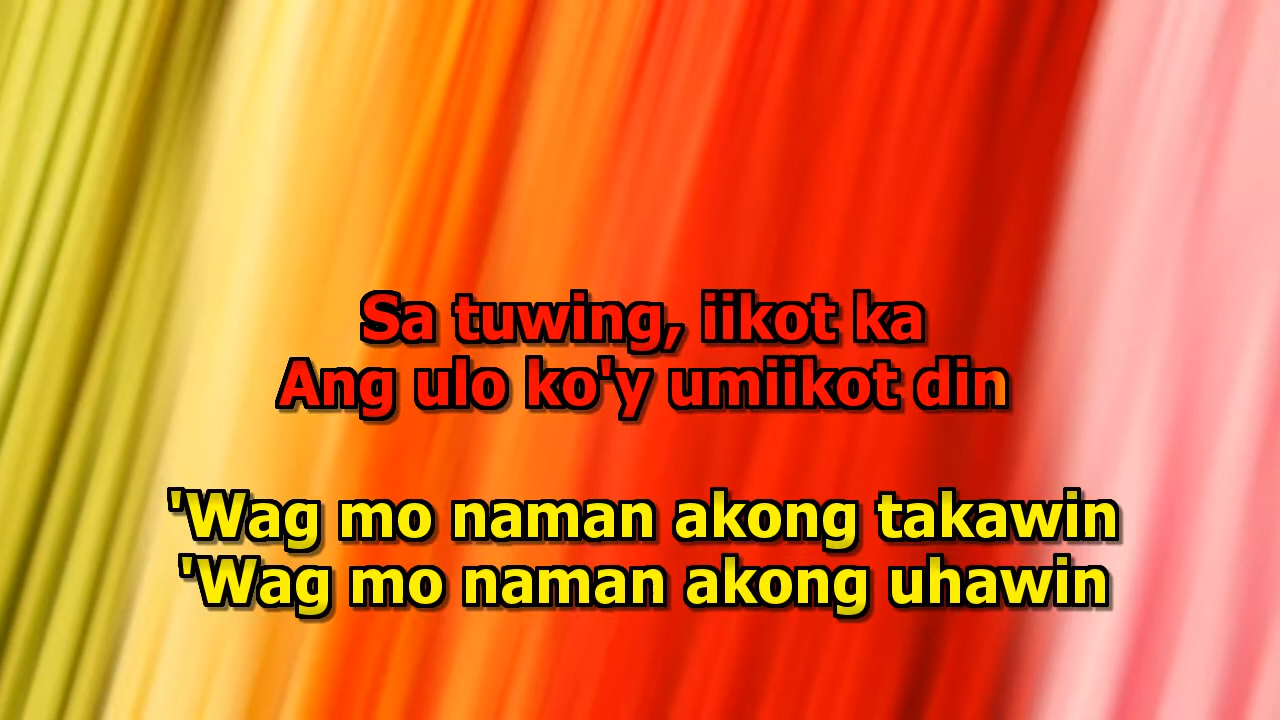 Sa tuwing, iikot ka
Ang ulo ko'y umiikot din
'Wag mo naman akong takawin
'Wag mo naman akong uhawin